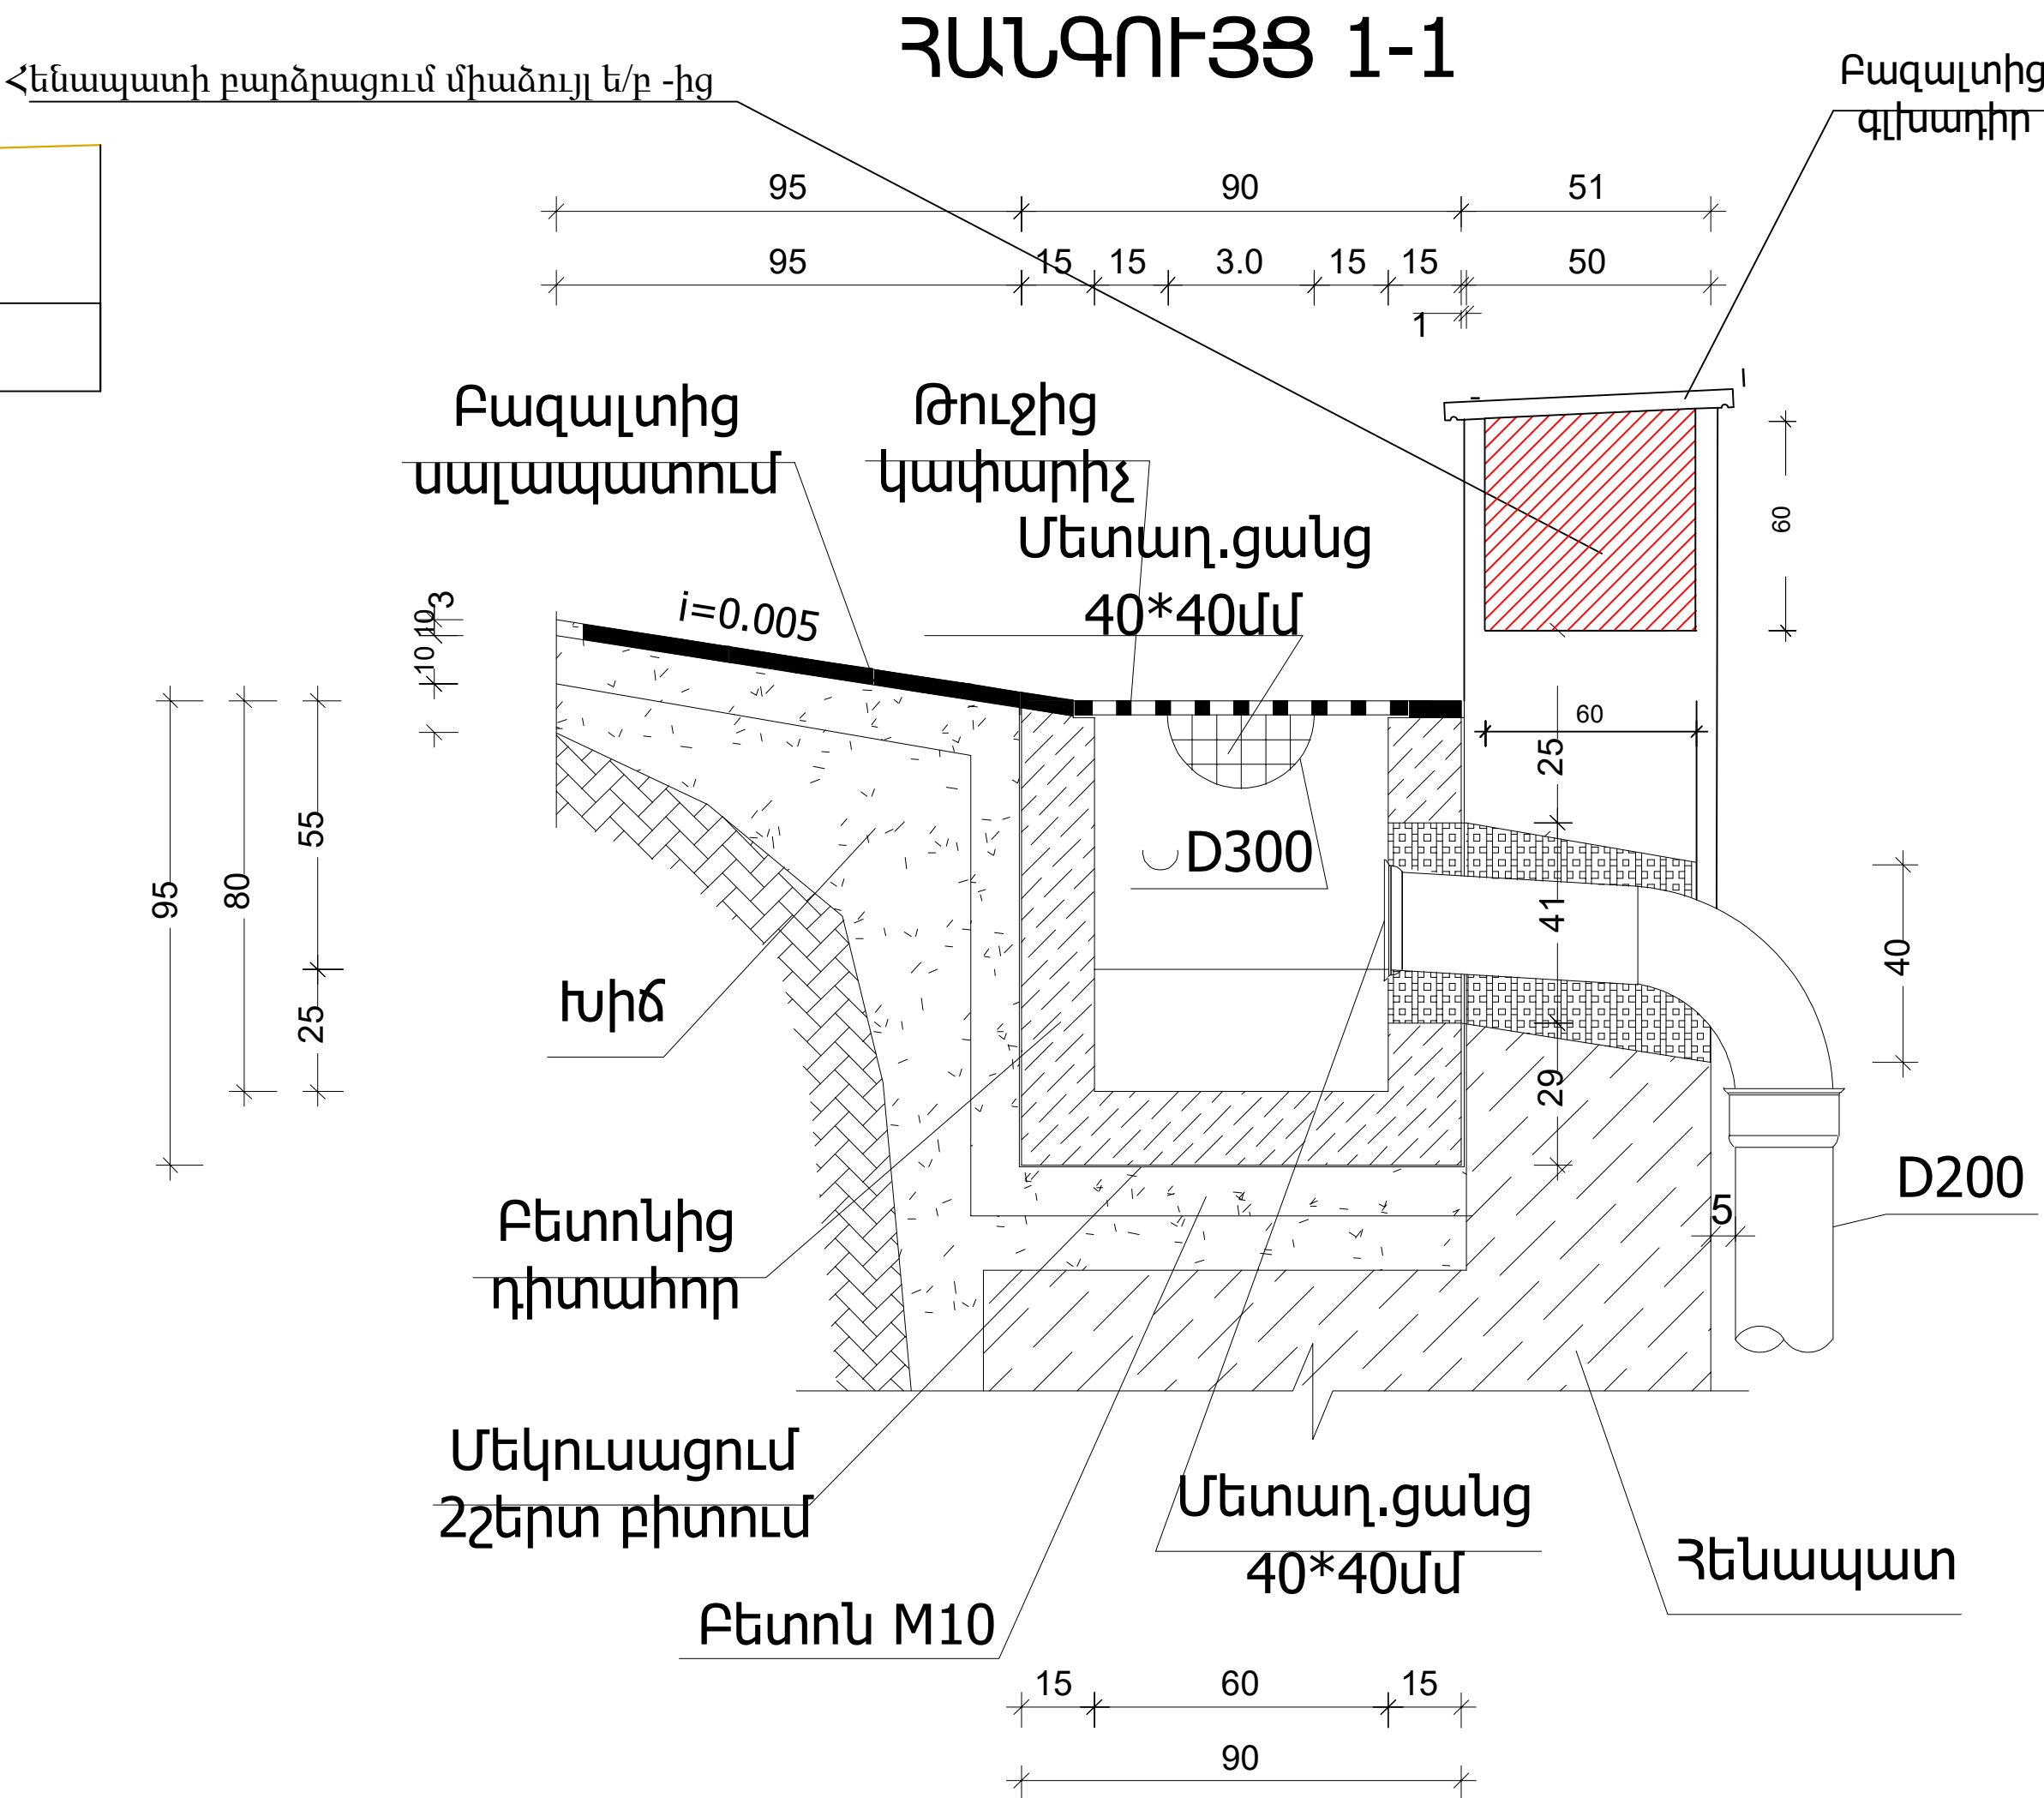 ՀԱՆԳՈՒՅՑ 1-1
Հենապատի բարձրացում միաձույլ ե/բ -ից
Բազալտից
գլխադիր
95
90
51
95
15
15
3.0
15
15
50
1
Բազալտից
սալապատում
Թուջից
կափարիչ
Մետաղ.ցանց
40*40մմ
i=0.005
3
10
10
60
60
25
55
80
95
25
D300
41
40
29
Խիճ
5
D200
Բետոնից
դիտահոր
Մեկուսացում
2շերտ բիտում
Մետաղ.ցանց
40*40մմ
Հենապատ
Բետոն M10
15
60
15
90